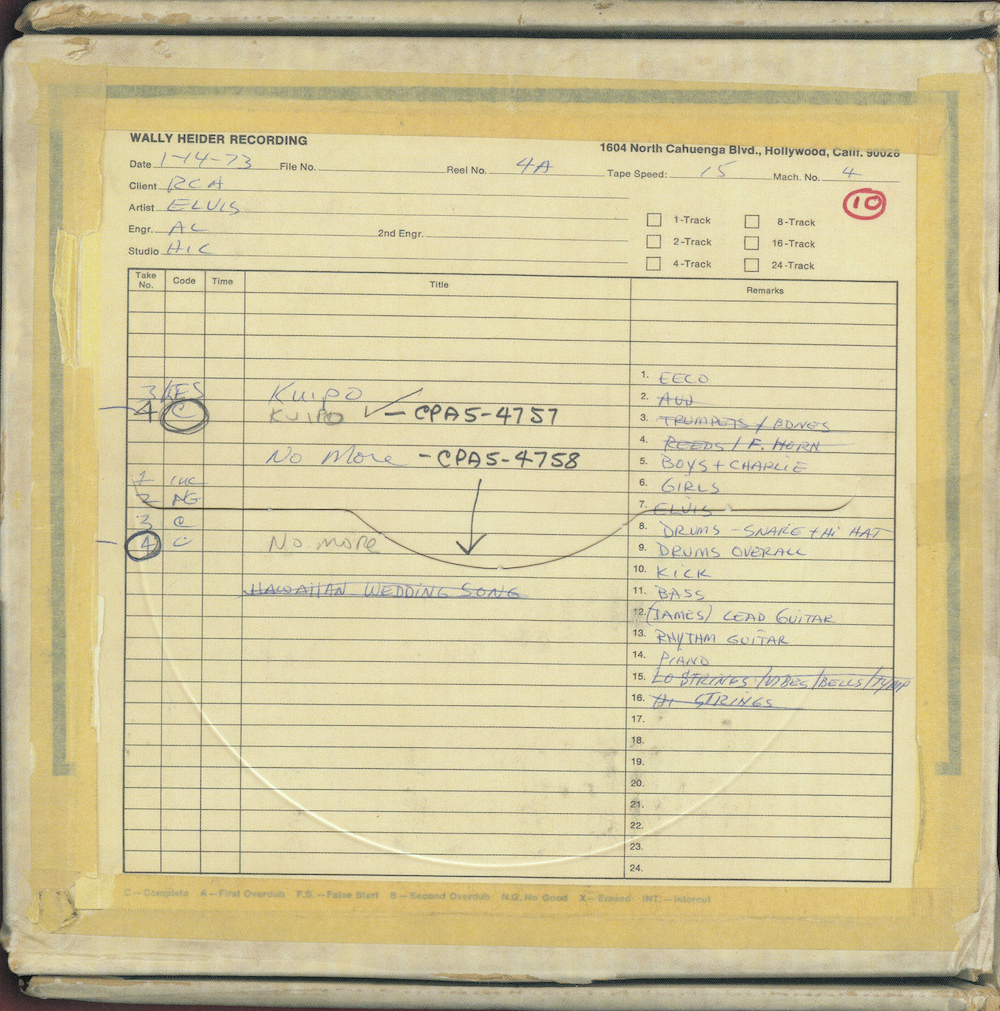 WALLY HEIDER RECORDING
1604 North Cahuenga Blvd., Hollywood, Calif. 90028
Date 1-14-73 File No. Reel No. 4A Tape Speed: 15 Mach. No. 4
Client RCA
10
Artist ELVIS
1-Track 8-Track
Engr. AL 2nd Engr.
2-Track 16-Track
Studio HIC
4-Track 24-Track
Take No. Code Time Title Remarks
1. EECO
3 KUIPO
2. AUD
4 C KUIPO ✓ — CPA5-4757
3. TRUMPETS / BONES
4. REEDS / F. HORN
NO MORE - CPA5-4758
5. BOYS + CHARLIE
1 INC
6. GIRLS
2 NG
7. ELVIS
3 C
8. DRUMS - SNARE + HI HAT
4 C NO MORE
9. DRUMS OVERALL
10. KICK
HAWAIIAN WEDDING SONG
11. BASS
12. (JAMES) LEAD GUITAR
13. RHYTHM GUITAR
14. PIANO
15. LO STRINGS / VIBES / BELLS / TYMP
16. HI STRINGS
17.
18.
19.
20.
21.
22.
23.
24.
C—Complete A—First Overdub F.S.—False Start B—Second Overdub N.G. No Good X—Erased INT.—Intercut